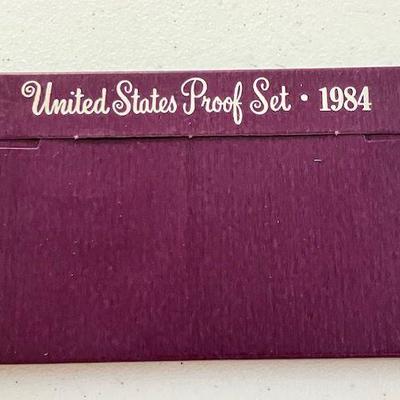 United States Proof Set • 1984